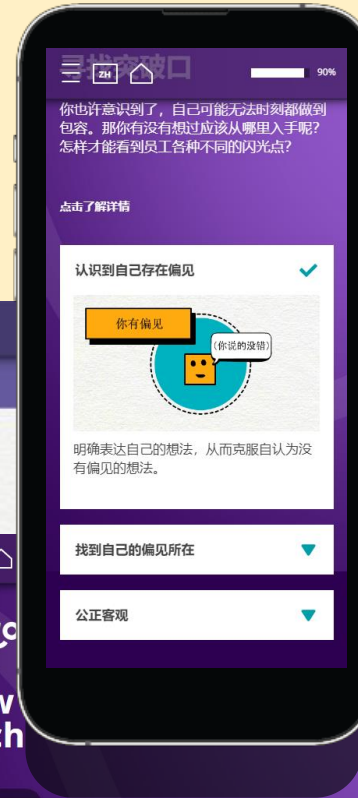 寻找突破口
ZH
90%
你也许意识到了，自己可能无法时刻都做到
包容。那你有没有想过应该从哪里入手呢？
怎样才能看到员工各种不同的闪光点？
点击了解详情
认识到自己存在偏见
你有偏见
(你说的没错)
明确表达自己的想法，从而克服自认为没
有偏见的想法。
找到自己的偏见所在
公正客观